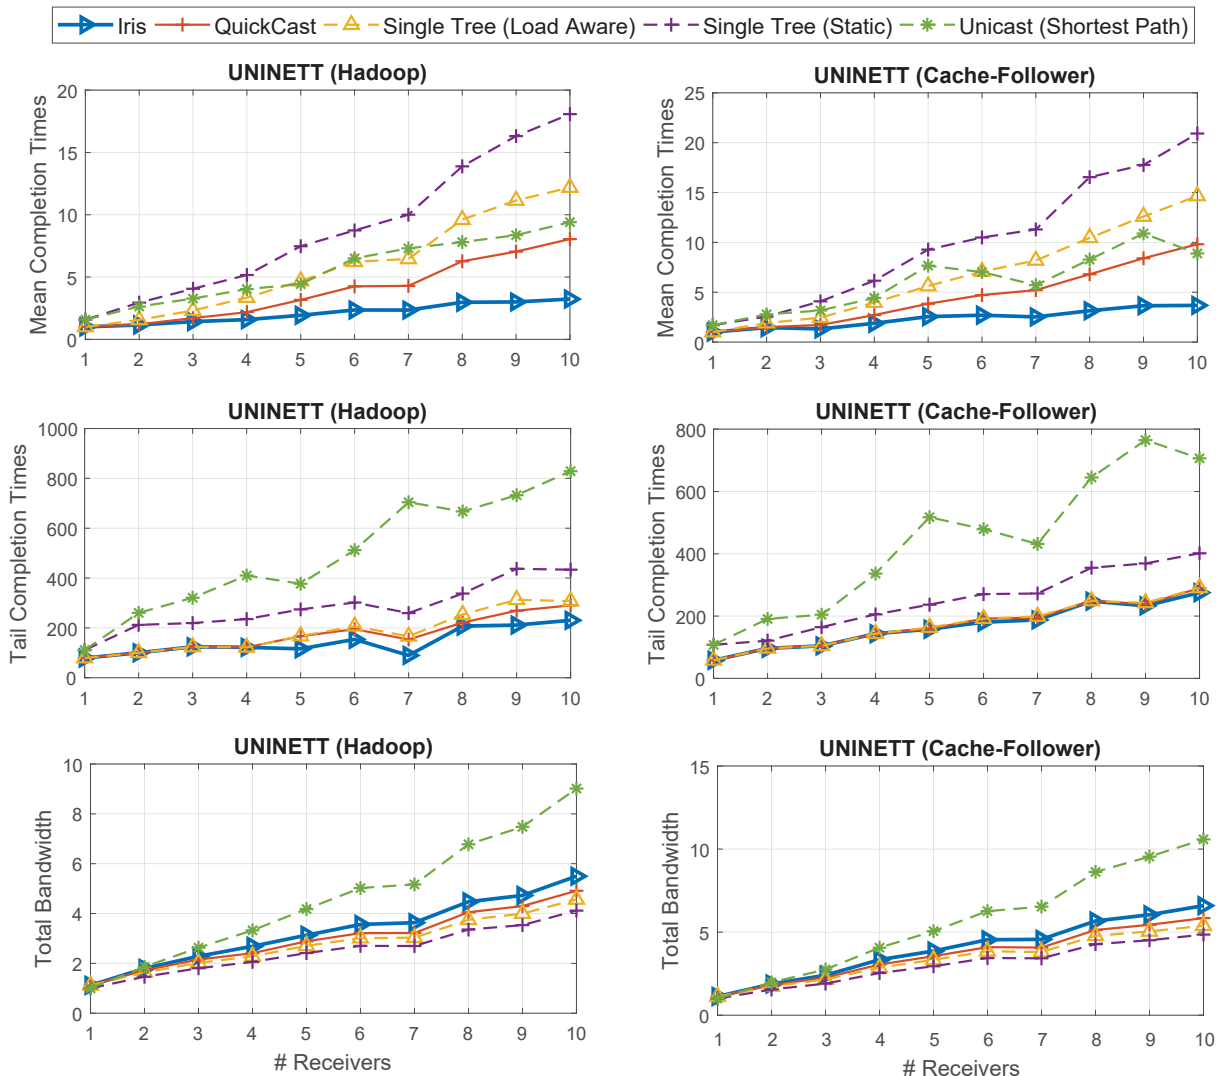 Iris QuickCast Single Tree (Load Aware) Single Tree (Static) Unicast (Shortest Path)
UNINETT (Hadoop)
Mean Completion Times
20
15
10
5
0
1 2 3 4 5 6 7 8 9 10
UNINETT (Cache-Follower)
Mean Completion Times
25
20
15
10
5
0
1 2 3 4 5 6 7 8 9 10
UNINETT (Hadoop)
Tail Completion Times
1000
800
600
400
200
0
1 2 3 4 5 6 7 8 9 10
UNINETT (Cache-Follower)
Tail Completion Times
800
600
400
200
0
1 2 3 4 5 6 7 8 9 10
UNINETT (Hadoop)
Total Bandwidth
10
8
6
4
2
0
1 2 3 4 5 6 7 8 9 10
# Receivers
UNINETT (Cache-Follower)
Total Bandwidth
15
10
5
0
1 2 3 4 5 6 7 8 9 10
# Receivers